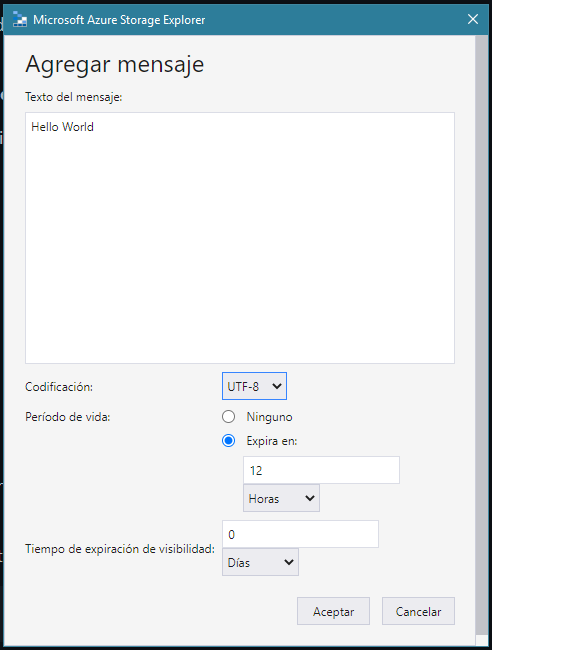 Microsoft Azure Storage Explorer
Agregar mensaje
Texto del mensaje:
Hello World
Codificación: UTF-8
Período de vida: Ninguno
Expira en:
12
Horas
Tiempo de expiración de visibilidad: 0
Días
Aceptar Cancelar